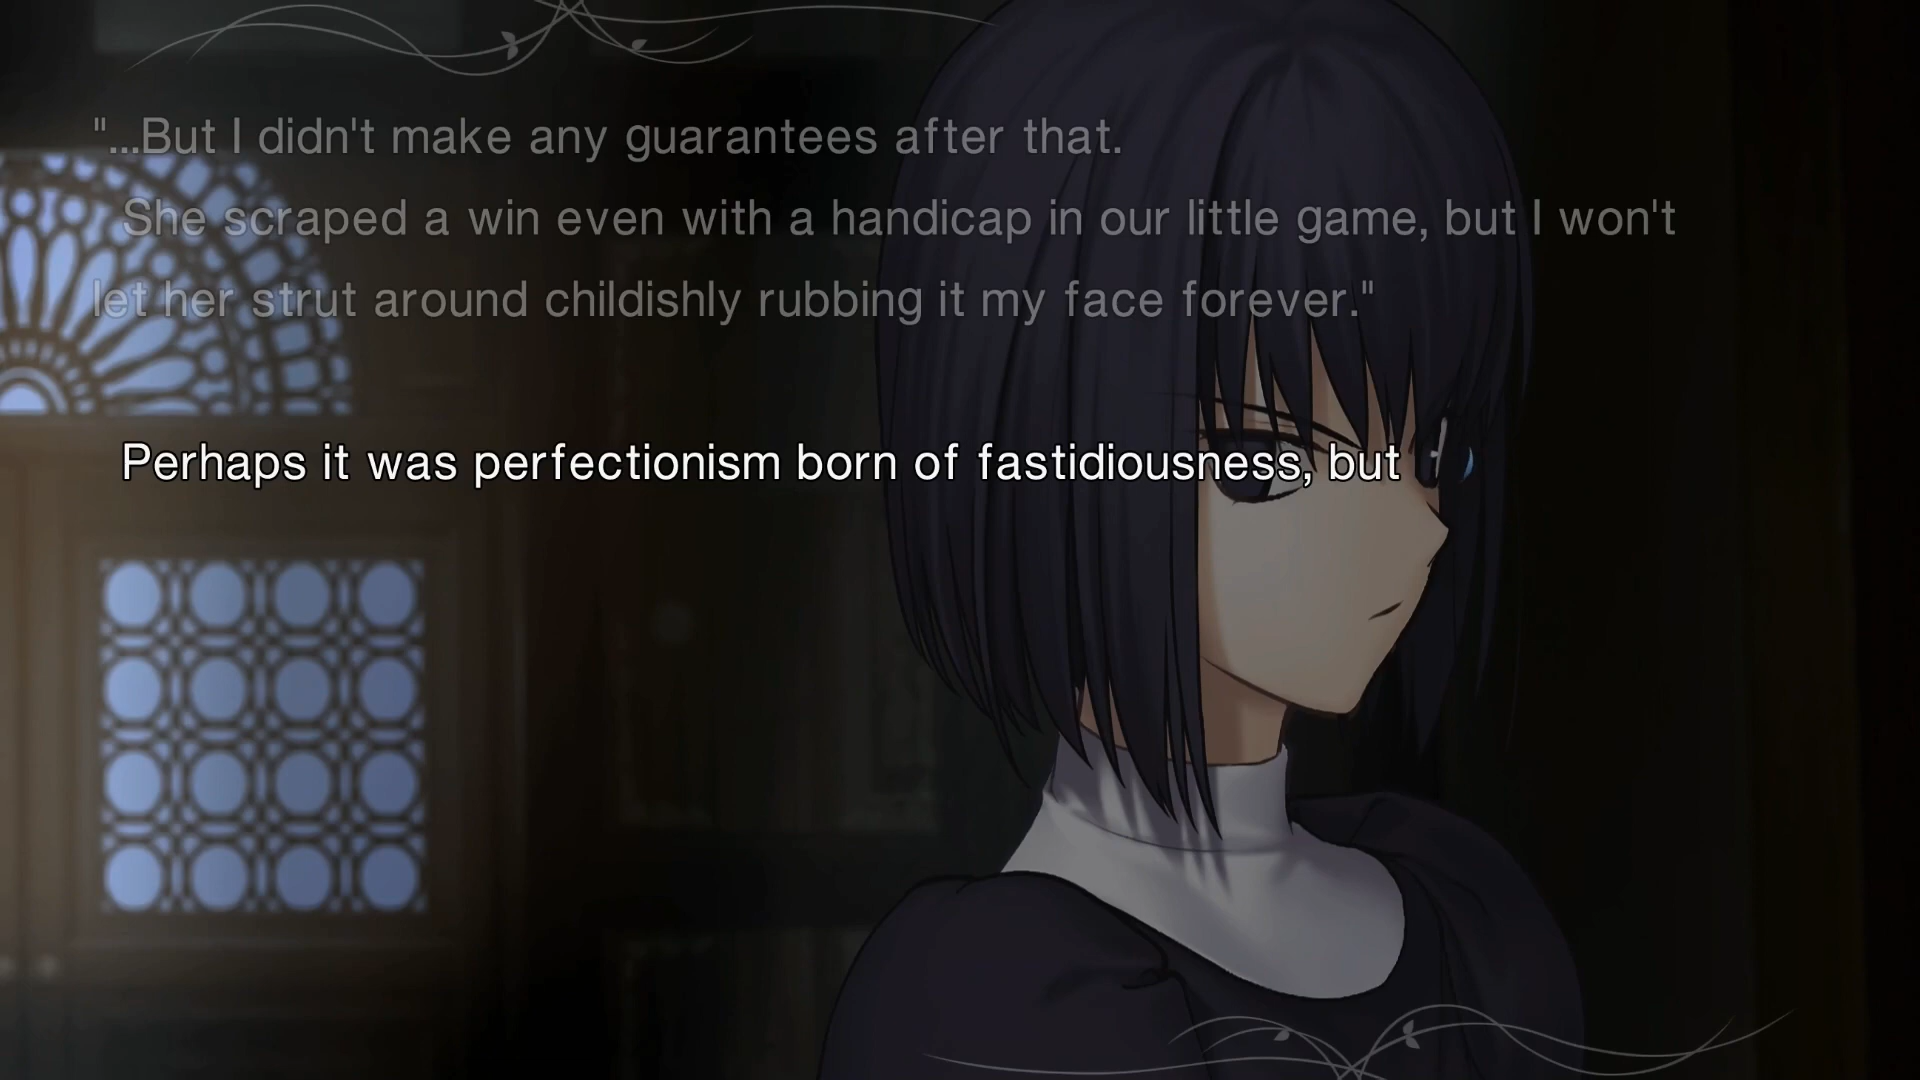 "...But I didn't make any guarantees after that.
She scraped a win even with a handicap in our little game, but I won't
let her strut around childishly rubbing it my face forever."
Perhaps it was perfectionism born of fastidiousness, but